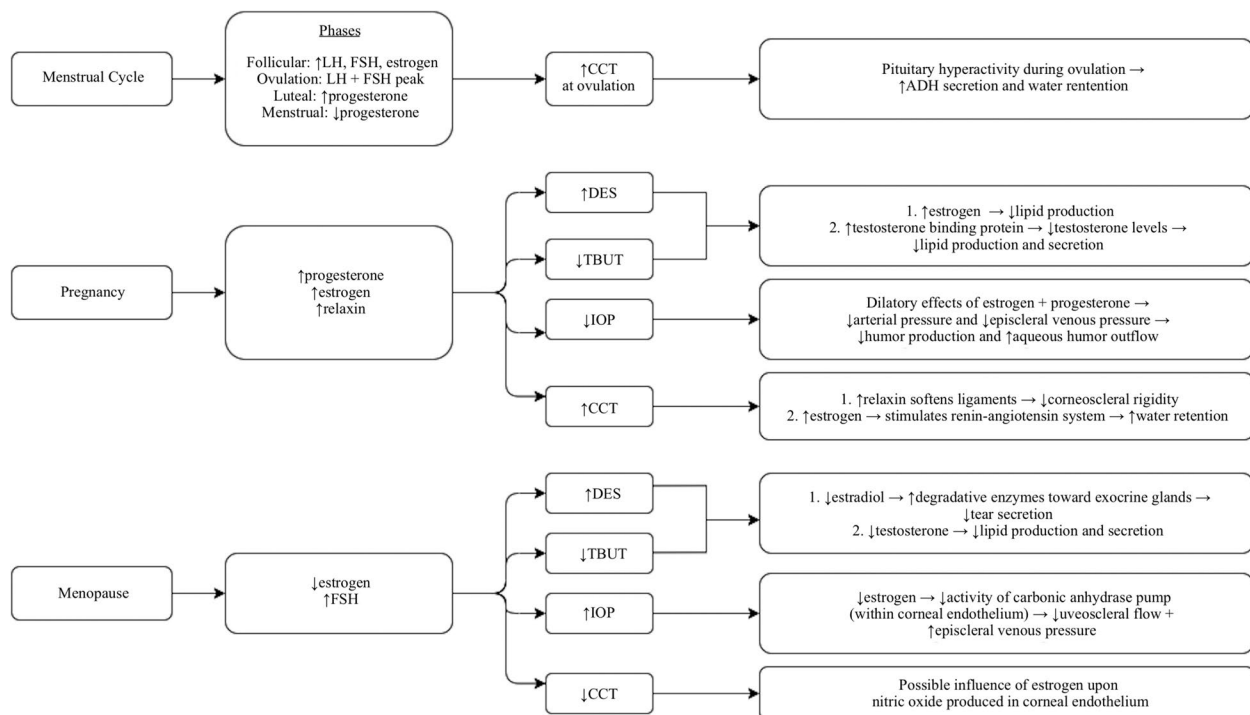 Menstrual Cycle
Phases
Follicular: ↑LH, FSH, estrogen
Ovulation: LH + FSH peak
Luteal: ↑progesterone
Menstrual: ↓progesterone
↑CCT
at ovulation
Pituitary hyperactivity during ovulation →
↑ADH secretion and water rentention
Pregnancy
↑progesterone
↑estrogen
↑relaxin
↑DES
↓TBUT
1. ↑estrogen → ↓lipid production
2. ↑testosterone binding protein → ↓testosterone levels →
↓lipid production and secretion
↓IOP
Dilatory effects of estrogen + progesterone →
↓arterial pressure and ↓episcleral venous pressure →
↓humor production and ↑aqueous humor outflow
↑CCT
1. ↑relaxin softens ligaments → ↓corneoscleral rigidity
2. ↑estrogen → stimulates renin-angiotensin system → ↑water retention
Menopause
↓estrogen
↑FSH
↑DES
↓TBUT
1. ↓estradiol → ↑degradative enzymes toward exocrine glands →
↓tear secretion
2. ↓testosterone → ↓lipid production and secretion
↑IOP
↓estrogen → ↓activity of carbonic anhydrase pump
(within corneal endothelium) → ↓uveoscleral flow +
↑episcleral venous pressure
↓CCT
Possible influence of estrogen upon
nitric oxide produced in corneal endothelium